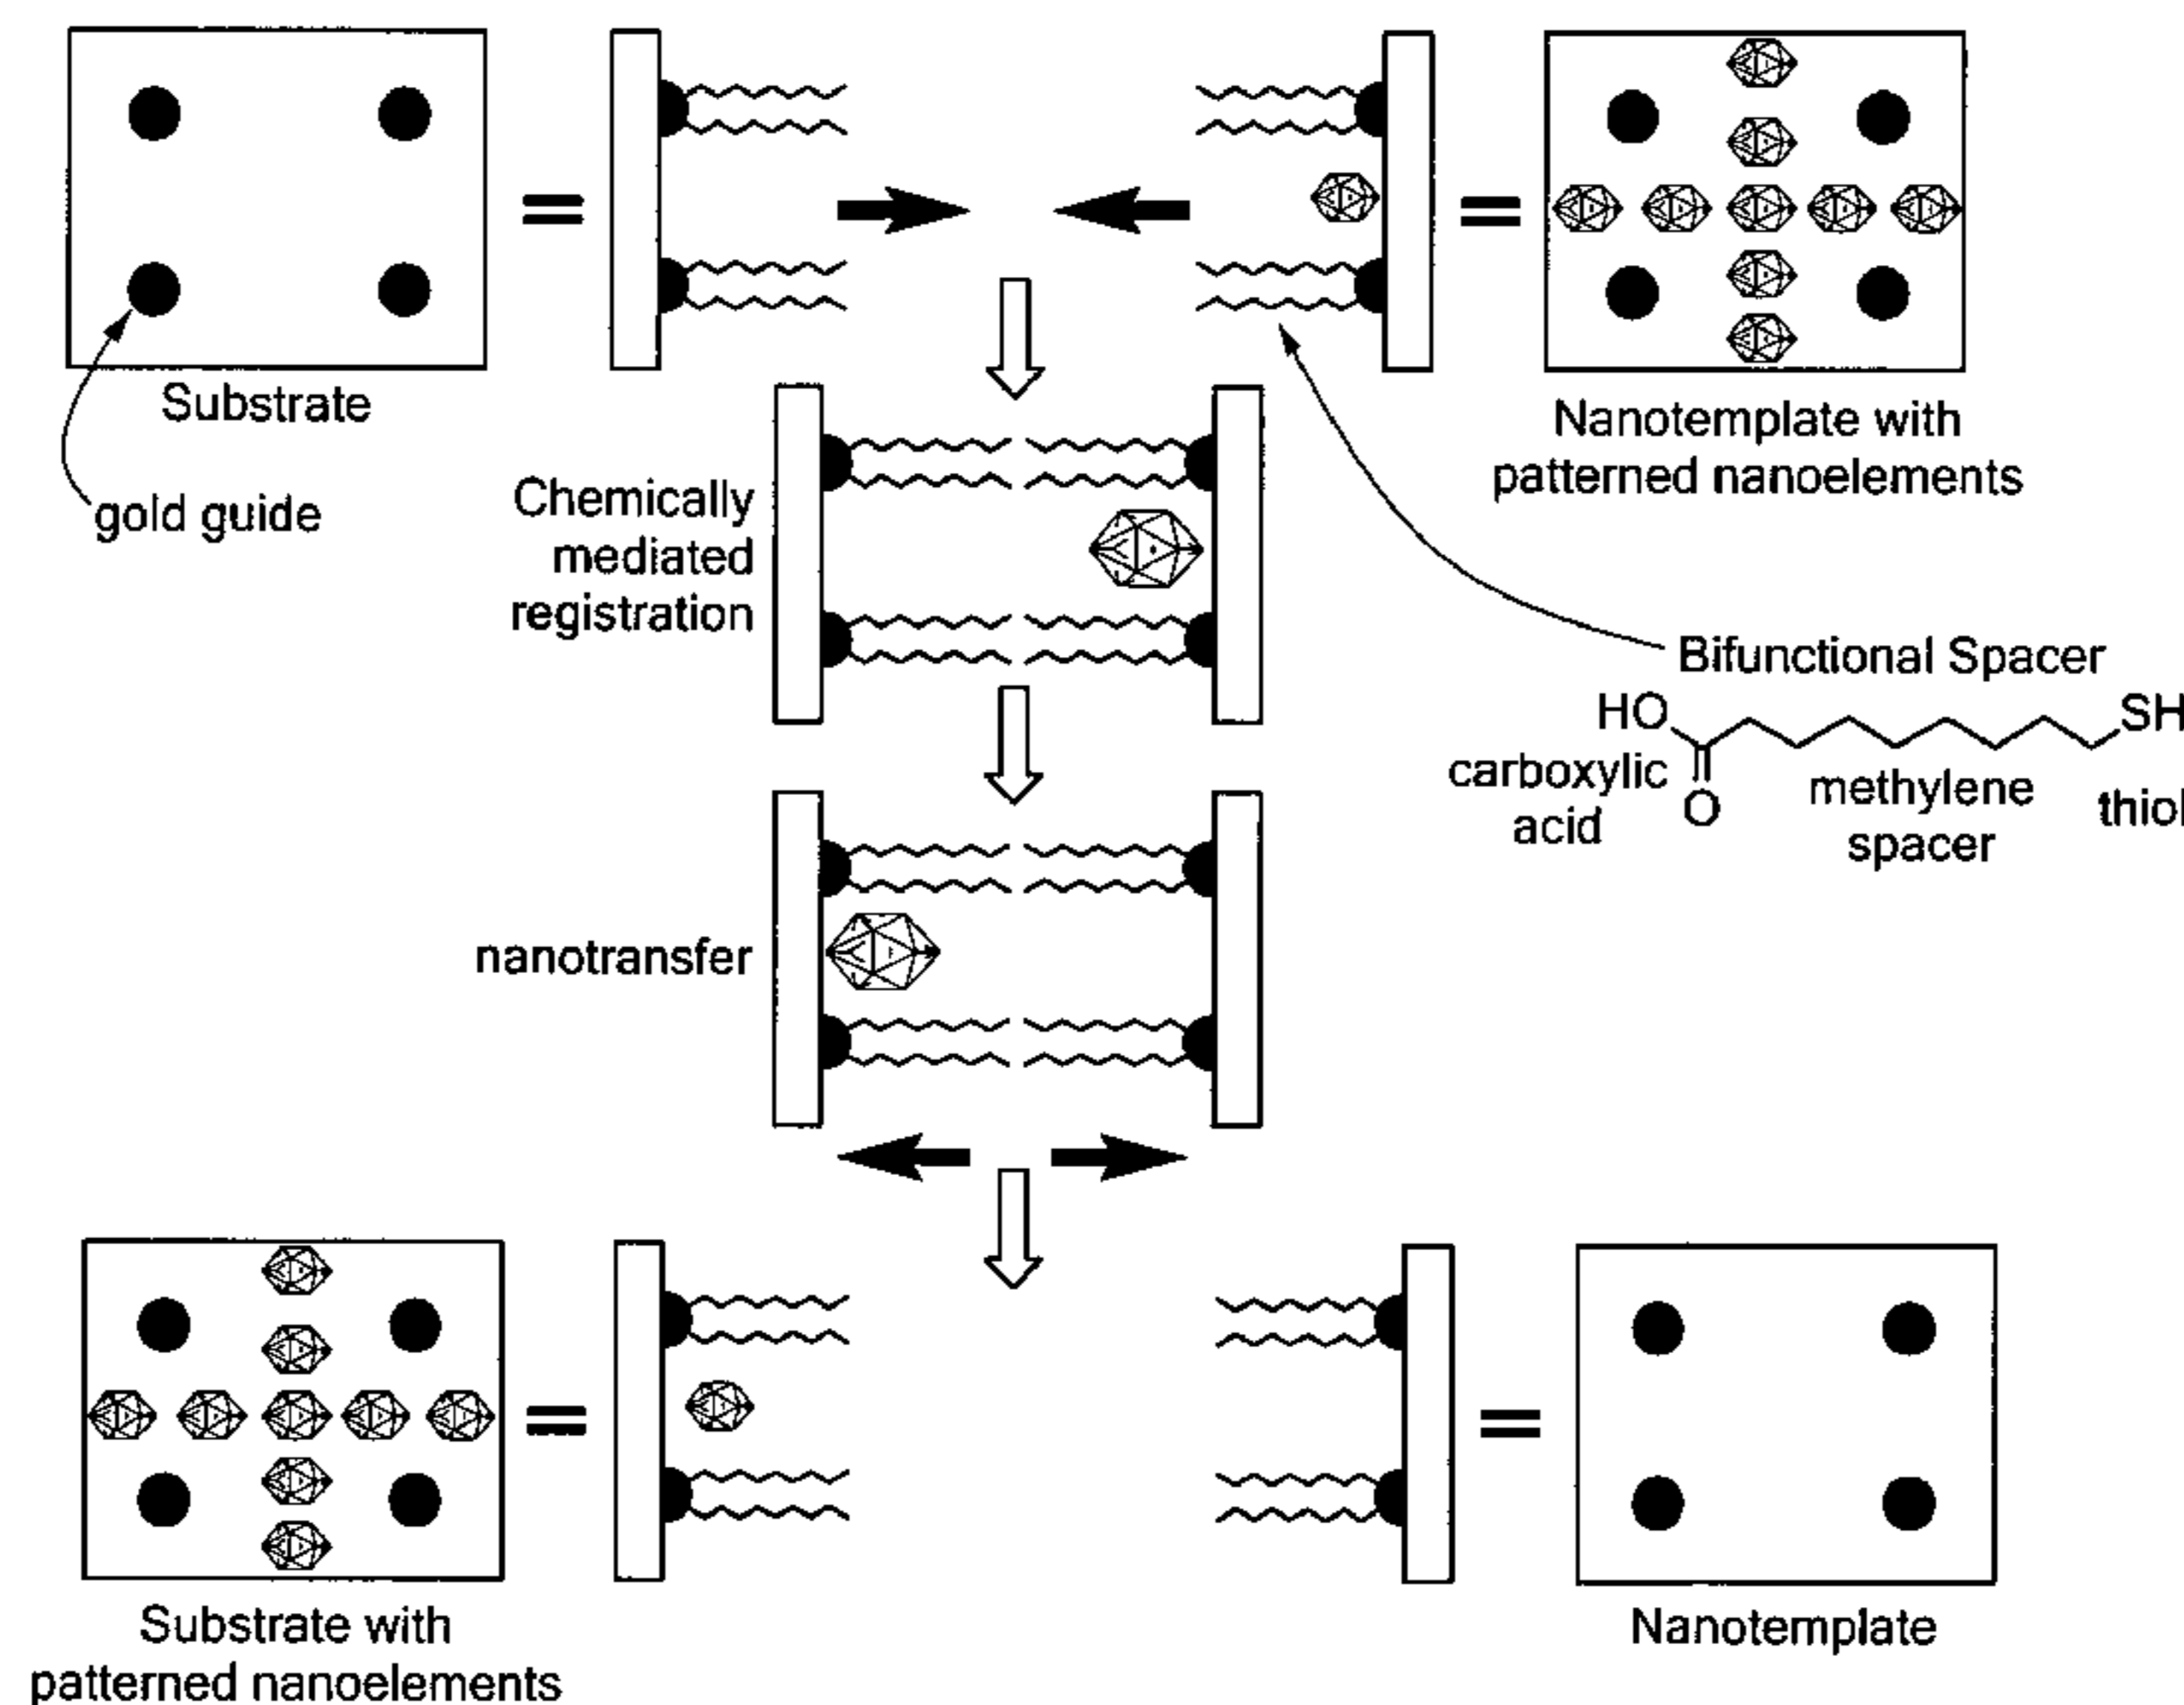 Substrate
gold guide
Nanotemplate with
patterned nanoelements
Chemically
mediated
registration
Bifunctional Spacer
HO
SH
O
carboxylic
acid
methylene
spacer
thiol
nanotransfer
Substrate with
patterned nanoelements
Nanotemplate